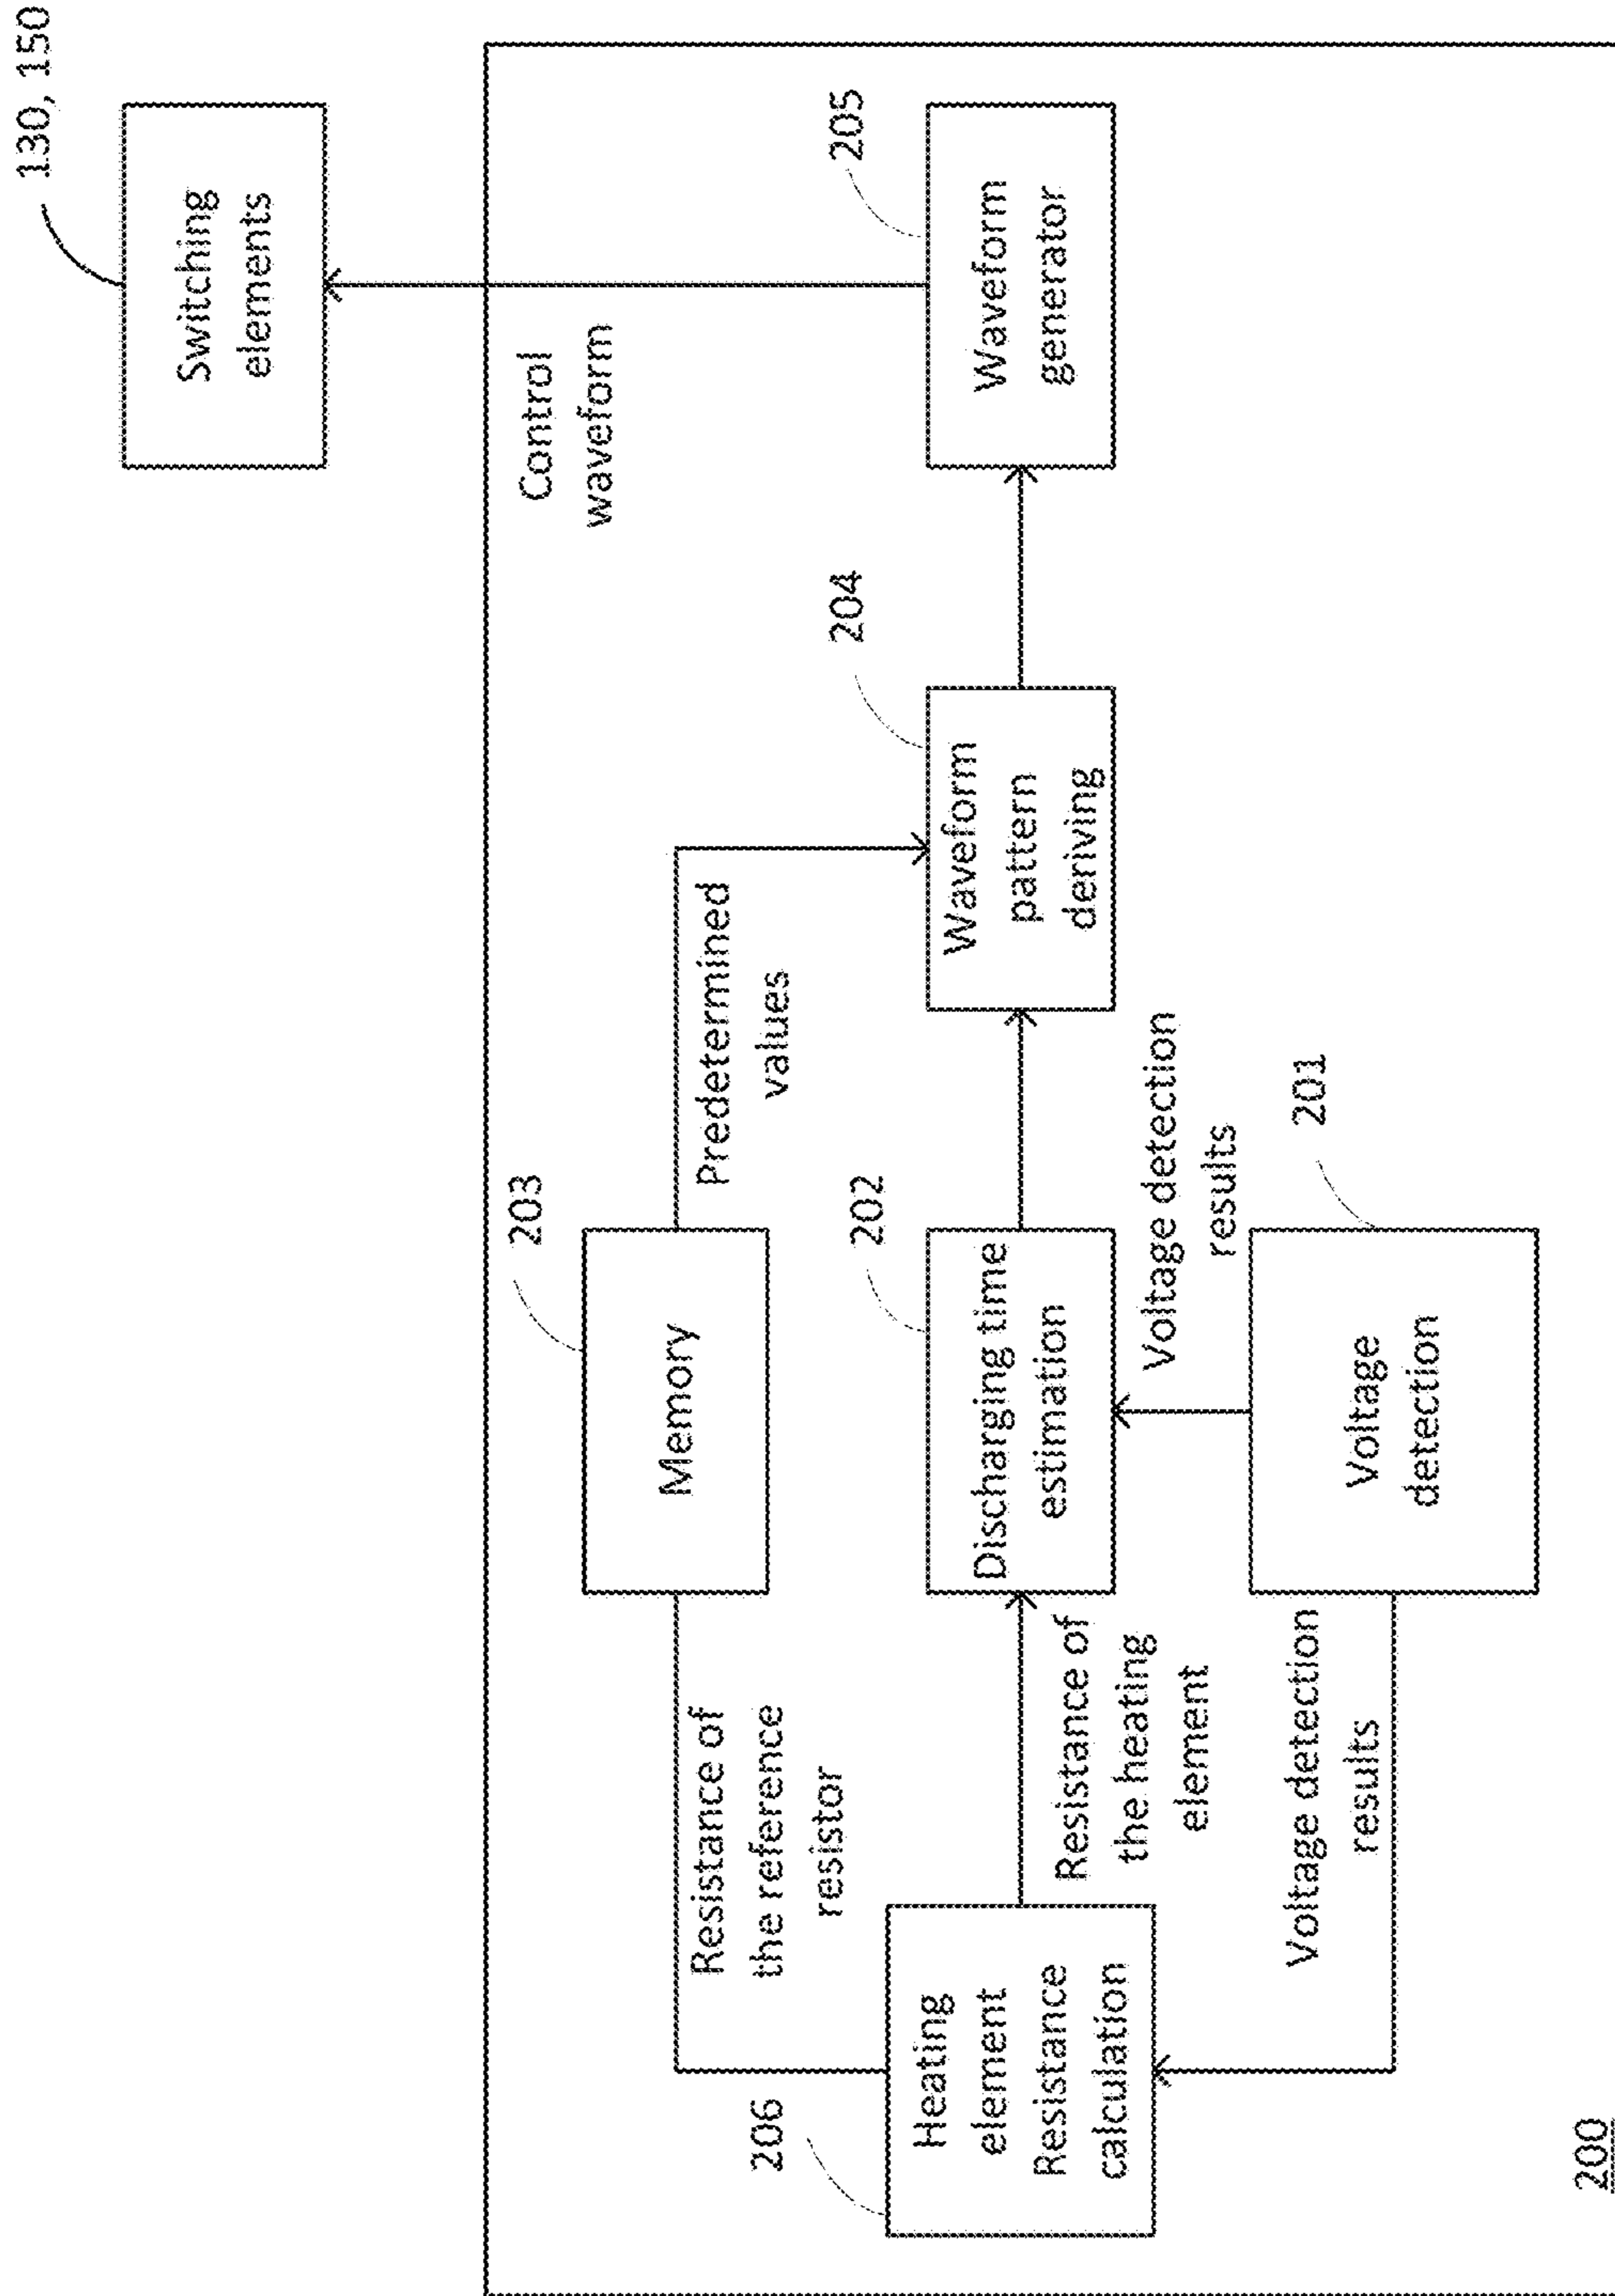 130, 150
Switching
elements
Control
waveform
205
Waveform
generator
204
Waveform
pattern
deriving
Predetermined
values
203
Memory
202
Discharging time
estimation
Voltage detection
results
201
Voltage
detection
Resistance of
the reference
resistor
Resistance of
the heating
element
Voltage detection
results
206
Heating
element
Resistance
calculation
200